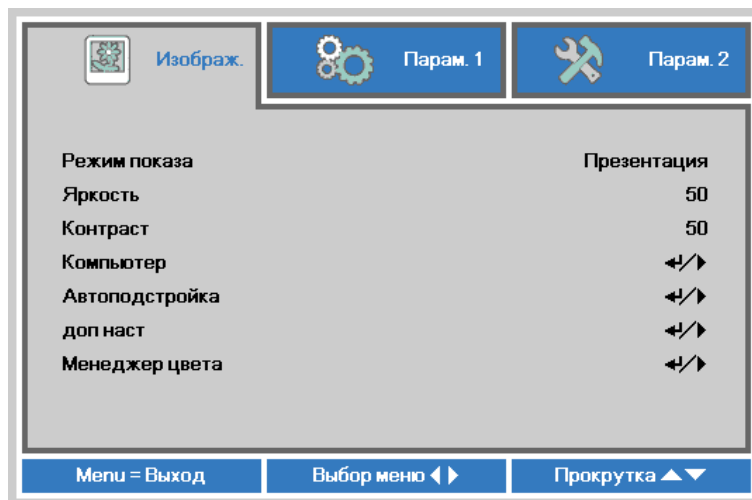 Изображ. Парам. 1 Парам. 2
Режим показа Презентация
Яркость 50
Контраст 50
Компьютер ↵/▶
Автоподстройка ↵/▶
доп наст ↵/▶
Менеджер цвета ↵/▶
Menu = Выход Выбор меню ◀ ▶ Прокрутка ▲▼